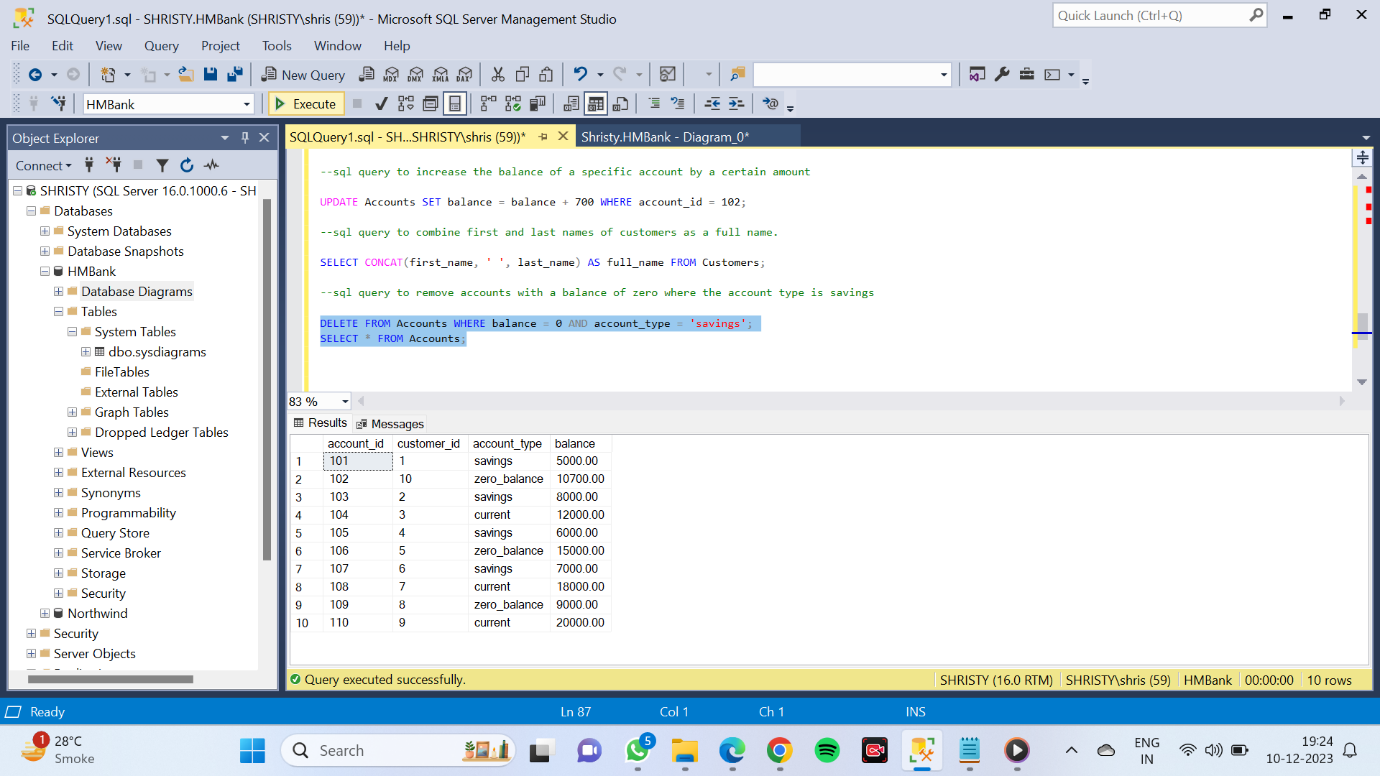 SQLQuery1.sql - SHRISTY.HMBank (SHRISTY\shris (59))* - Microsoft SQL Server Management Studio
Quick Launch (Ctrl+Q)
File Edit View Query Project Tools Window Help
New Query MDX DMX XMLA DAX
HMBank Execute
Object Explorer
Connect
SHRISTY (SQL Server 16.0.1000.6 - SH
Databases
System Databases
Database Snapshots
HMBank
Database Diagrams
Tables
System Tables
dbo.sysdiagrams
FileTables
External Tables
Graph Tables
Dropped Ledger Tables
Views
External Resources
Synonyms
Programmability
Query Store
Service Broker
Storage
Security
Northwind
Security
Server Objects
SQLQuery1.sql - SH...SHRISTY\shris (59))* Shristy.HMBank - Diagram_0*
--sql query to increase the balance of a specific account by a certain amount
UPDATE Accounts SET balance = balance + 700 WHERE account_id = 102;
--sql query to combine first and last names of customers as a full name.
SELECT CONCAT(first_name, ' ', last_name) AS full_name FROM Customers;
--sql query to remove accounts with a balance of zero where the account type is savings
DELETE FROM Accounts WHERE balance = 0 AND account_type = 'savings';
SELECT * FROM Accounts;
83 %
Results Messages
account_id customer_id account_type balance
1 101 1 savings 5000.00
2 102 10 zero_balance 10700.00
3 103 2 savings 8000.00
4 104 3 current 12000.00
5 105 4 savings 6000.00
6 106 5 zero_balance 15000.00
7 107 6 savings 7000.00
8 108 7 current 18000.00
9 109 8 zero_balance 9000.00
10 110 9 current 20000.00
Query executed successfully. SHRISTY (16.0 RTM) SHRISTY\shris (59) HMBank 00:00:00 10 rows
Ready Ln 87 Col 1 Ch 1 INS
1 28°C
Smoke
Search
5
ENG
IN
19:24
10-12-2023